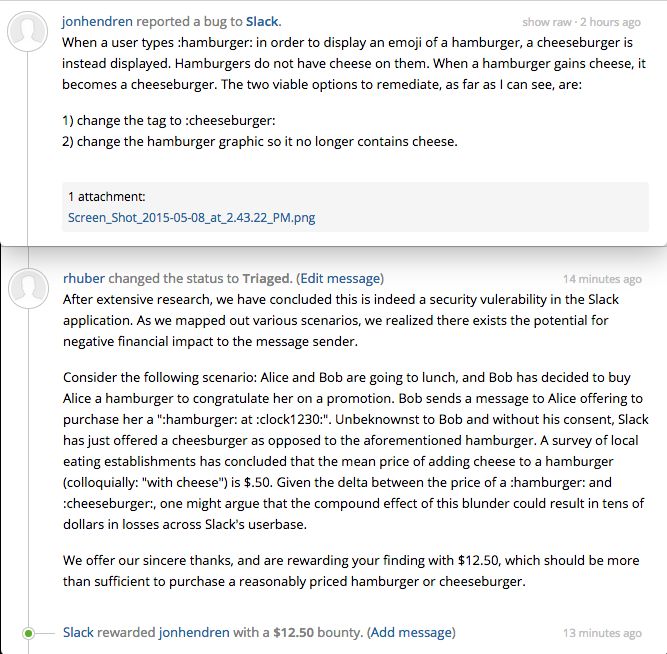 jonhendren reported a bug to Slack. show raw · 2 hours ago
When a user types :hamburger: in order to display an emoji of a hamburger, a cheeseburger is
instead displayed. Hamburgers do not have cheese on them. When a hamburger gains cheese, it
becomes a cheeseburger. The two viable options to remediate, as far as I can see, are:
1) change the tag to :cheeseburger:
2) change the hamburger graphic so it no longer contains cheese.
1 attachment:
Screen_Shot_2015-05-08_at_2.43.22_PM.png
rhuber changed the status to Triaged. (Edit message) 14 minutes ago
After extensive research, we have concluded this is indeed a security vulerability in the Slack
application. As we mapped out various scenarios, we realized there exists the potential for
negative financial impact to the message sender.
Consider the following scenario: Alice and Bob are going to lunch, and Bob has decided to buy
Alice a hamburger to congratulate her on a promotion. Bob sends a message to Alice offering to
purchase her a ":hamburger: at :clock1230:". Unbeknownst to Bob and without his consent, Slack
has just offered a cheesburger as opposed to the aforementioned hamburger. A survey of local
eating establishments has concluded that the mean price of adding cheese to a hamburger
(colloquially: "with cheese") is $.50. Given the delta between the price of a :hamburger: and
:cheeseburger:, one might argue that the compound effect of this blunder could result in tens of
dollars in losses across Slack's userbase.
We offer our sincere thanks, and are rewarding your finding with $12.50, which should be more
than sufficient to purchase a reasonably priced hamburger or cheeseburger.
Slack rewarded jonhendren with a $12.50 bounty. (Add message) 13 minutes ago